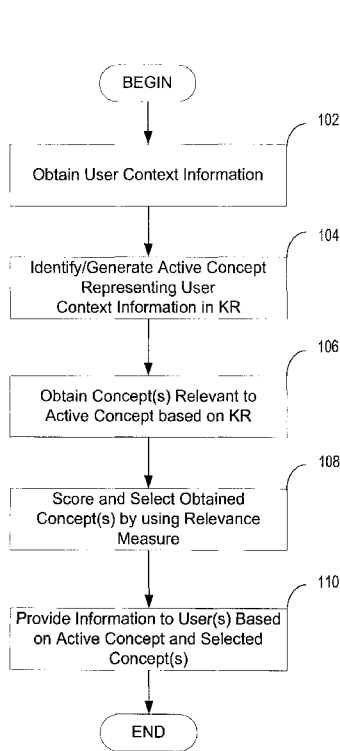 BEGIN
102
Obtain User Context Information
104
Identify/Generate Active Concept
Representing User
Context Information in KR
106
Obtain Concept(s) Relevant to
Active Concept based on KR
108
Score and Select Obtained
Concept(s) by using Relevance
Measure
110
Provide Information to User(s) Based
on Active Concept and Selected
Concept(s)
END